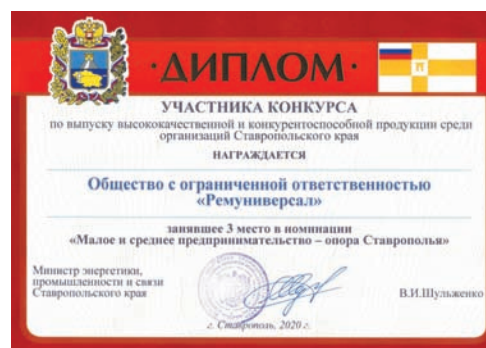 ·ДИПЛОМ·
УЧАСТНИКА КОНКУРСА
по выпуску высококачественной и конкурентоспособной продукции среди
организаций Ставропольского края
НАГРАЖДАЕТСЯ
Общество с ограниченной ответственностью
«Ремуниверсал»
занявшее 3 место в номинации
«Малое и среднее предпринимательство – опора Ставрополья»
Министр энергетики,
промышленности и связи
Ставропольского края
В.И.Шульженко
г. Ставрополь, 2020 г.